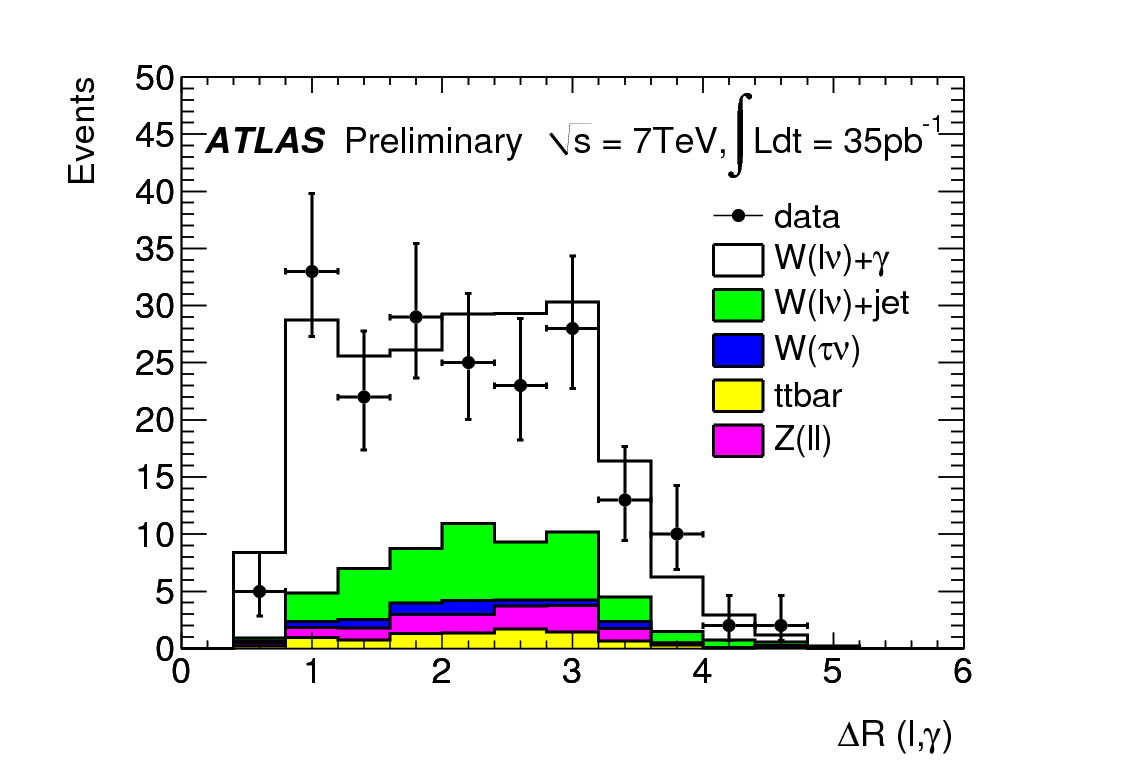 Events
50
45
40
35
30
25
20
15
10
5
0
ATLAS Preliminary √s = 7TeV, ∫Ldt = 35pb⁻¹
data
W(lν)+γ
W(lν)+jet
W(τν)
ttbar
Z(ll)
0 1 2 3 4 5 6
ΔR (l,γ)